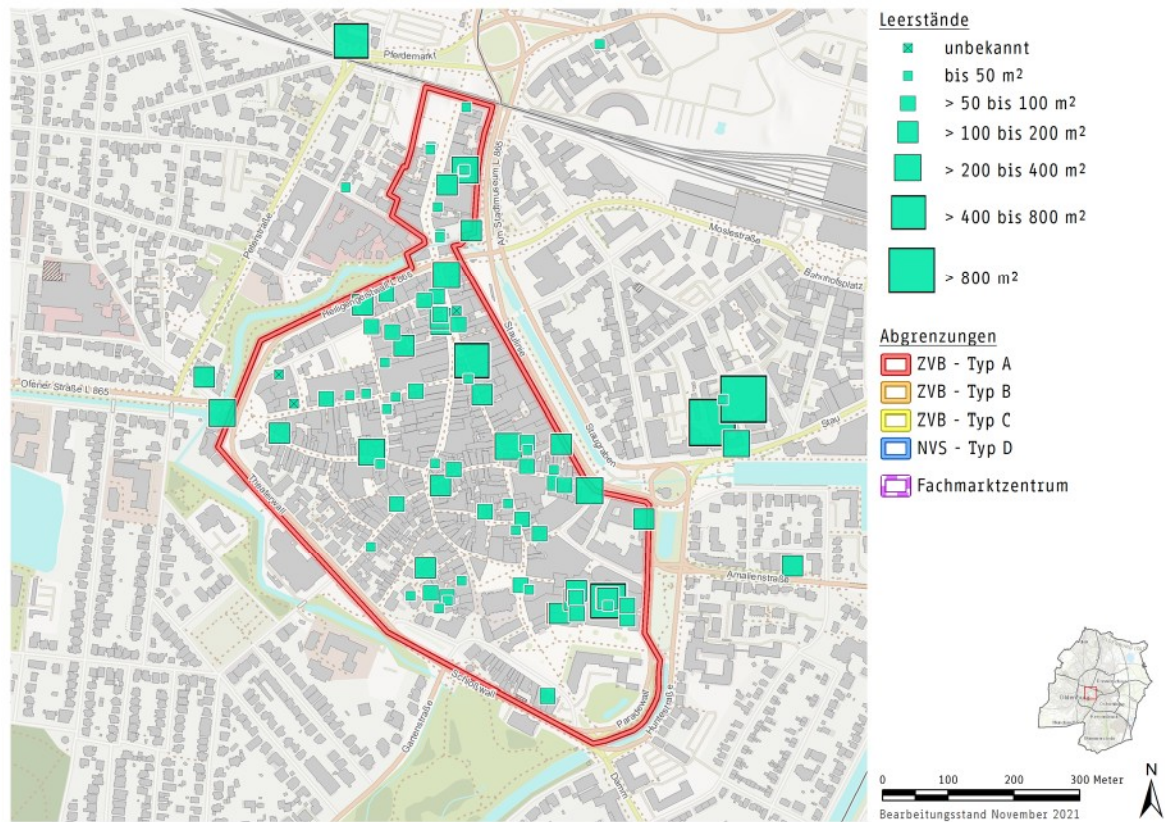 Leerstände
unbekannt
bis 50 m²
> 50 bis 100 m²
> 100 bis 200 m²
> 200 bis 400 m²
> 400 bis 800 m²
> 800 m²
Abgrenzungen
ZVB - Typ A
ZVB - Typ B
ZVB - Typ C
NVS - Typ D
Fachmarktzentrum
Pferdemarkt
Am Stadtmuseum L 865
Peterstraße
Moslestraße
Bahnhofsplatz
Ofener Straße L 865
Staulinie
Stau
Staugraben
Theaterwall
Amalienstraße
Schloßwall
Paradewall
Huntestraße
Gartenstraße
Damm
0 100 200 300 Meter
N
Bearbeitungsstand November 2021